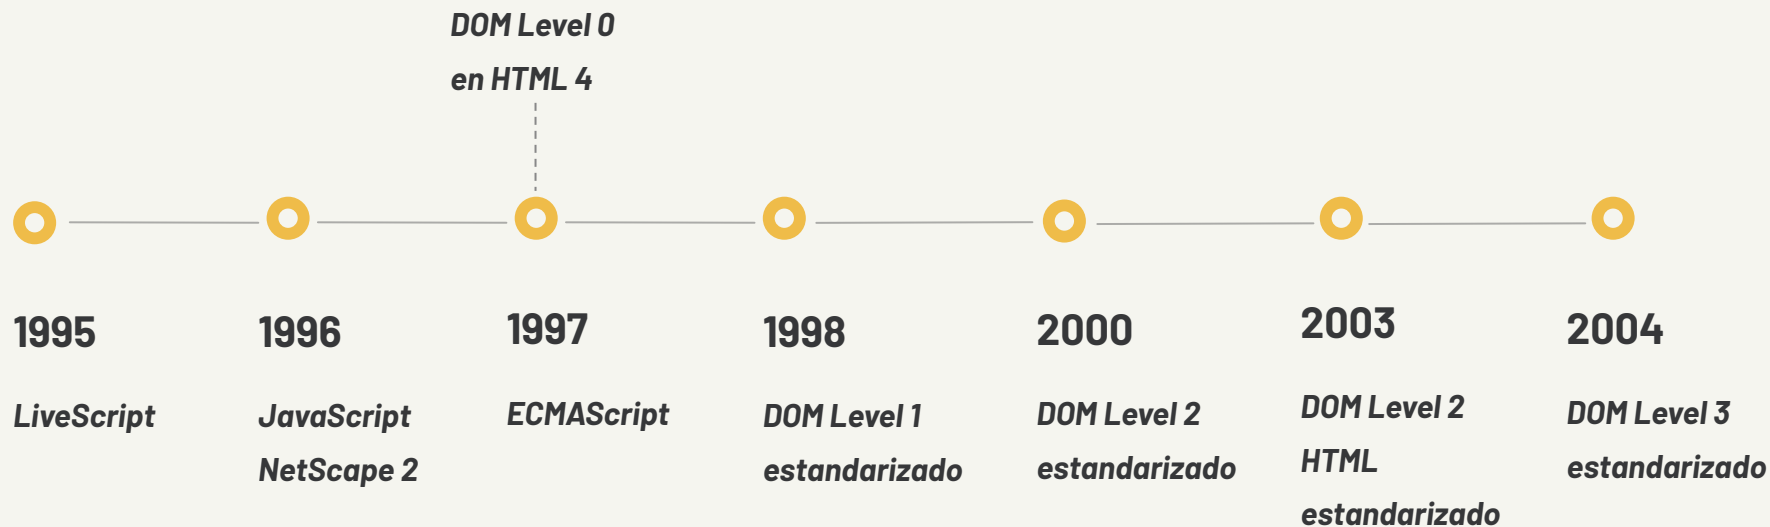 DOM Level 0
en HTML 4
1995
LiveScript
1996
JavaScript
NetScape 2
1997
ECMAScript
1998
DOM Level 1
estandarizado
2000
DOM Level 2
estandarizado
2003
DOM Level 2
HTML
estandarizado
2004
DOM Level 3
estandarizado